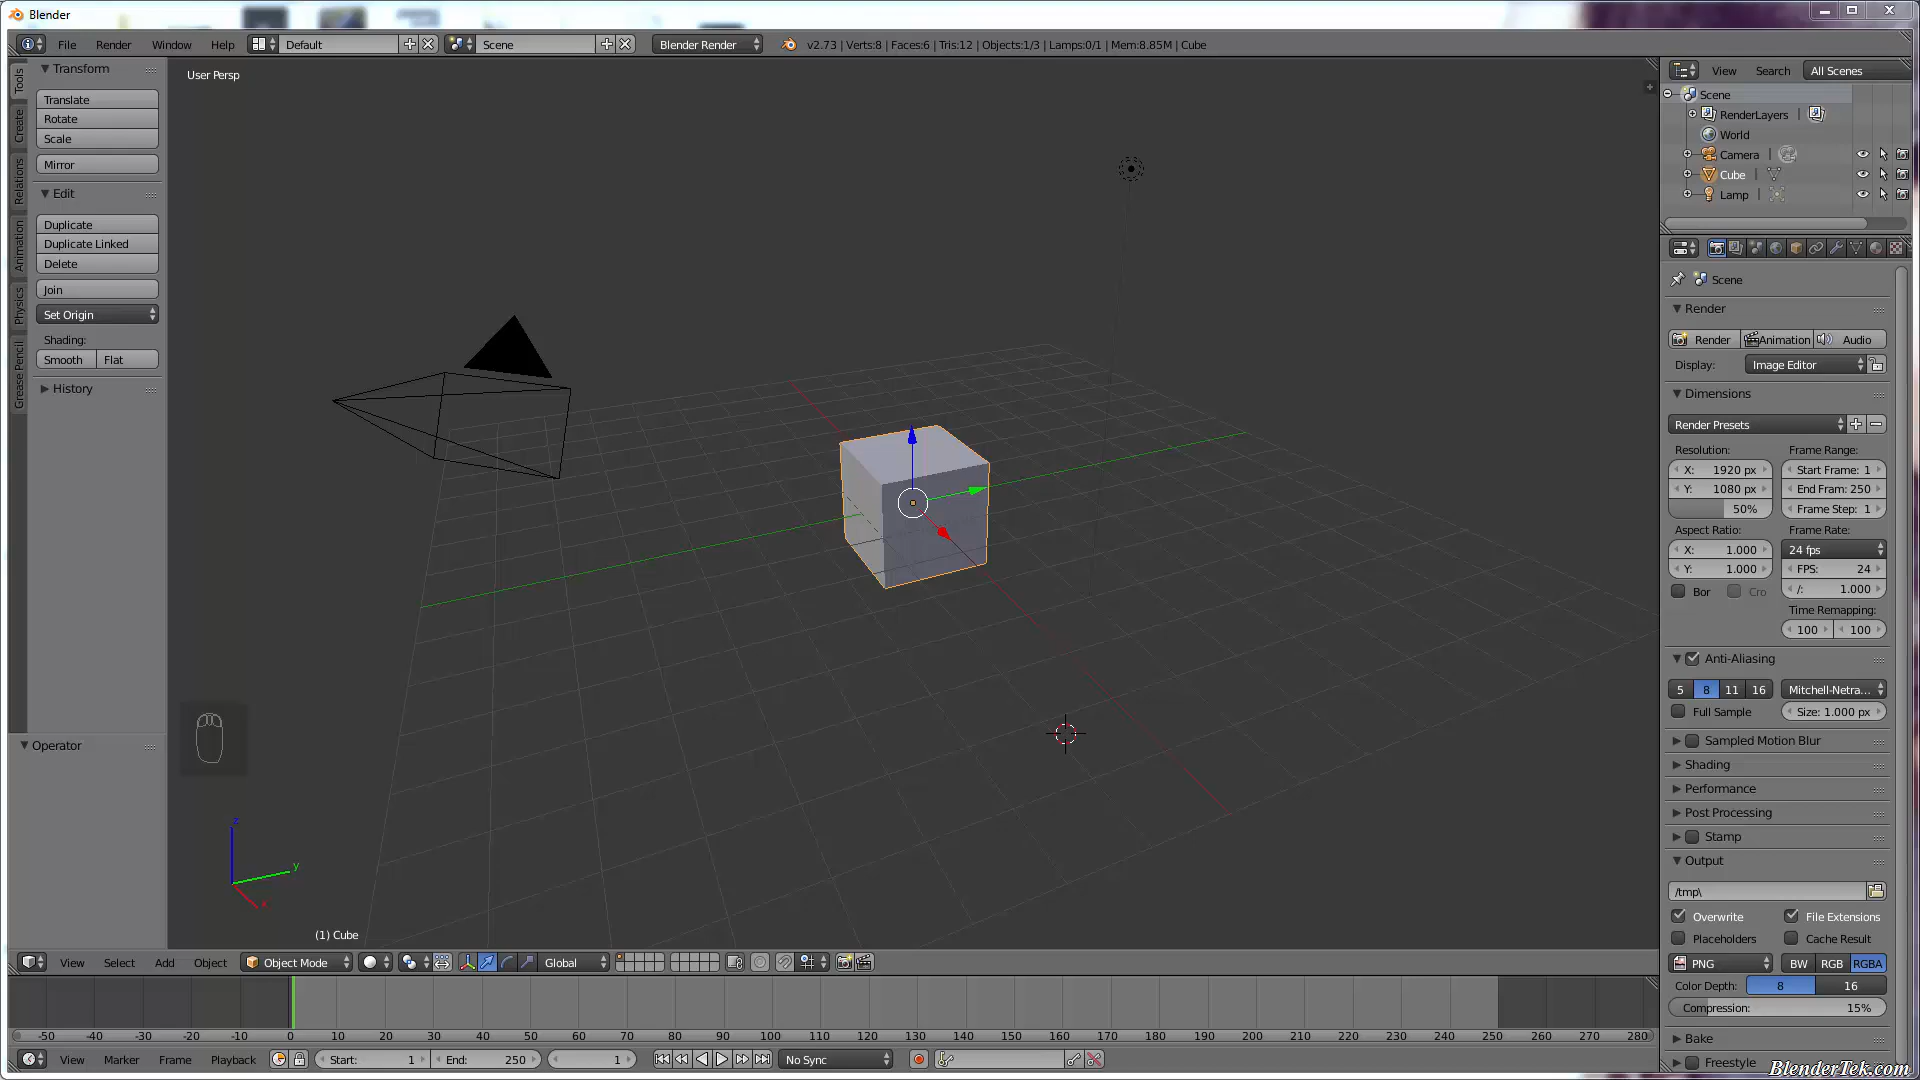 Blender
File Render Window Help Default Scene Blender Render v2.73 | Verts:8 | Faces:6 | Tris:12 | Objects:1/3 | Lamps:0/1 | Mem:8.85M | Cube
Tools
Create
Relations
Animation
Physics
Grease Pencil
Transform
Translate
Rotate
Scale
Mirror
Edit
Duplicate
Duplicate Linked
Delete
Join
Set Origin
Shading:
Smooth Flat
History
Operator
User Persp
z
y
x
(1) Cube
View Select Add Object Object Mode Global
-50 -40 -30 -20 -10 0 10 20 30 40 50 60 70 80 90 100 110 120 130 140 150 160 170 180 190 200 210 220 230 240 250 260 270 280
View Marker Frame Playback Start: 1 End: 250 1 No Sync
View Search All Scenes
Scene
RenderLayers
World
Camera
Cube
Lamp
Scene
Render
Render Animation Audio
Display: Image Editor
Dimensions
Render Presets
Resolution: Frame Range:
X: 1920 px Start Frame: 1
Y: 1080 px End Fram: 250
50% Frame Step: 1
Aspect Ratio: Frame Rate:
X: 1.000 24 fps
Y: 1.000 FPS: 24
Bor Cro /: 1.000
Time Remapping:
100 100
Anti-Aliasing
5 8 11 16 Mitchell-Netra...
Full Sample Size: 1.000 px
Sampled Motion Blur
Shading
Performance
Post Processing
Stamp
Output
/tmp\
Overwrite File Extensions
Placeholders Cache Result
PNG BW RGB RGBA
Color Depth: 8 16
Compression: 15%
Bake
Freestyle
BlenderTek.com